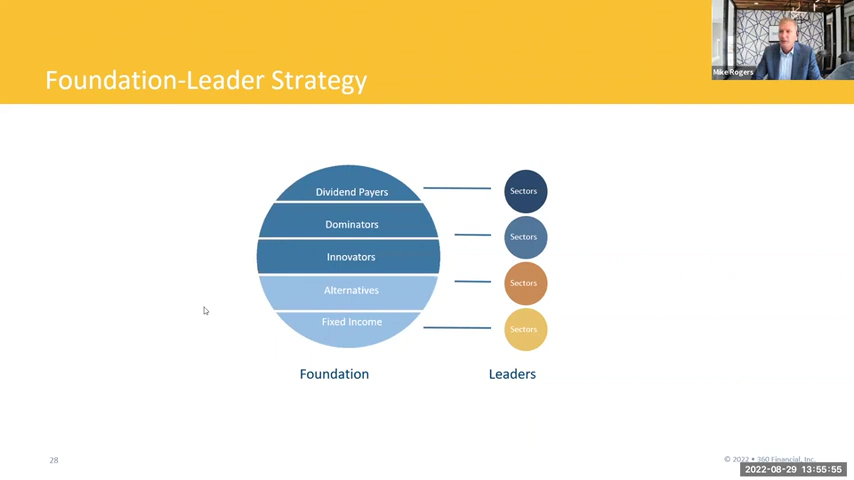 Mike Rogers
Foundation-Leader Strategy
Dividend Payers
Dominators
Innovators
Alternatives
Fixed Income
Sectors
Sectors
Sectors
Sectors
Foundation
Leaders
28
© 2022 • 360 Financial, Inc.
2022-08-29 13:55:55